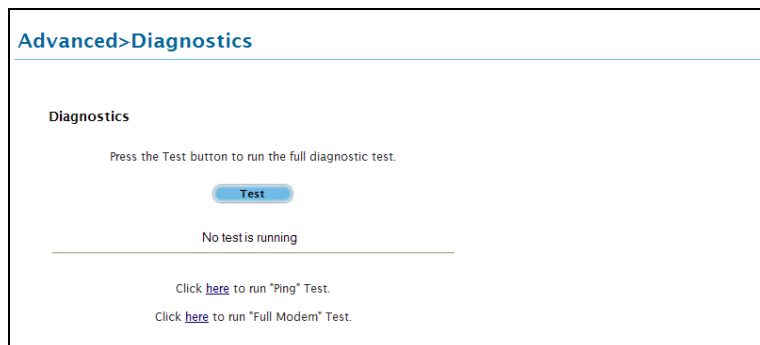 Advanced>Diagnostics
Diagnostics
Press the Test button to run the full diagnostic test.
Test
No test is running
Click here to run "Ping" Test.
Click here to run "Full Modem" Test.